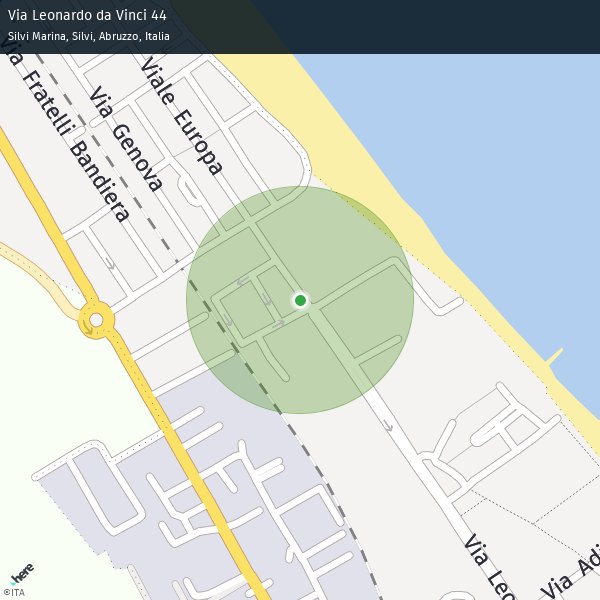 Via Leonardo da Vinci 44
Silvi Marina, Silvi, Abruzzo, Italia
Via Fratelli Bandiera
Via Genova
Viale Europa
Via Leo
Via Adi
here
©ITA